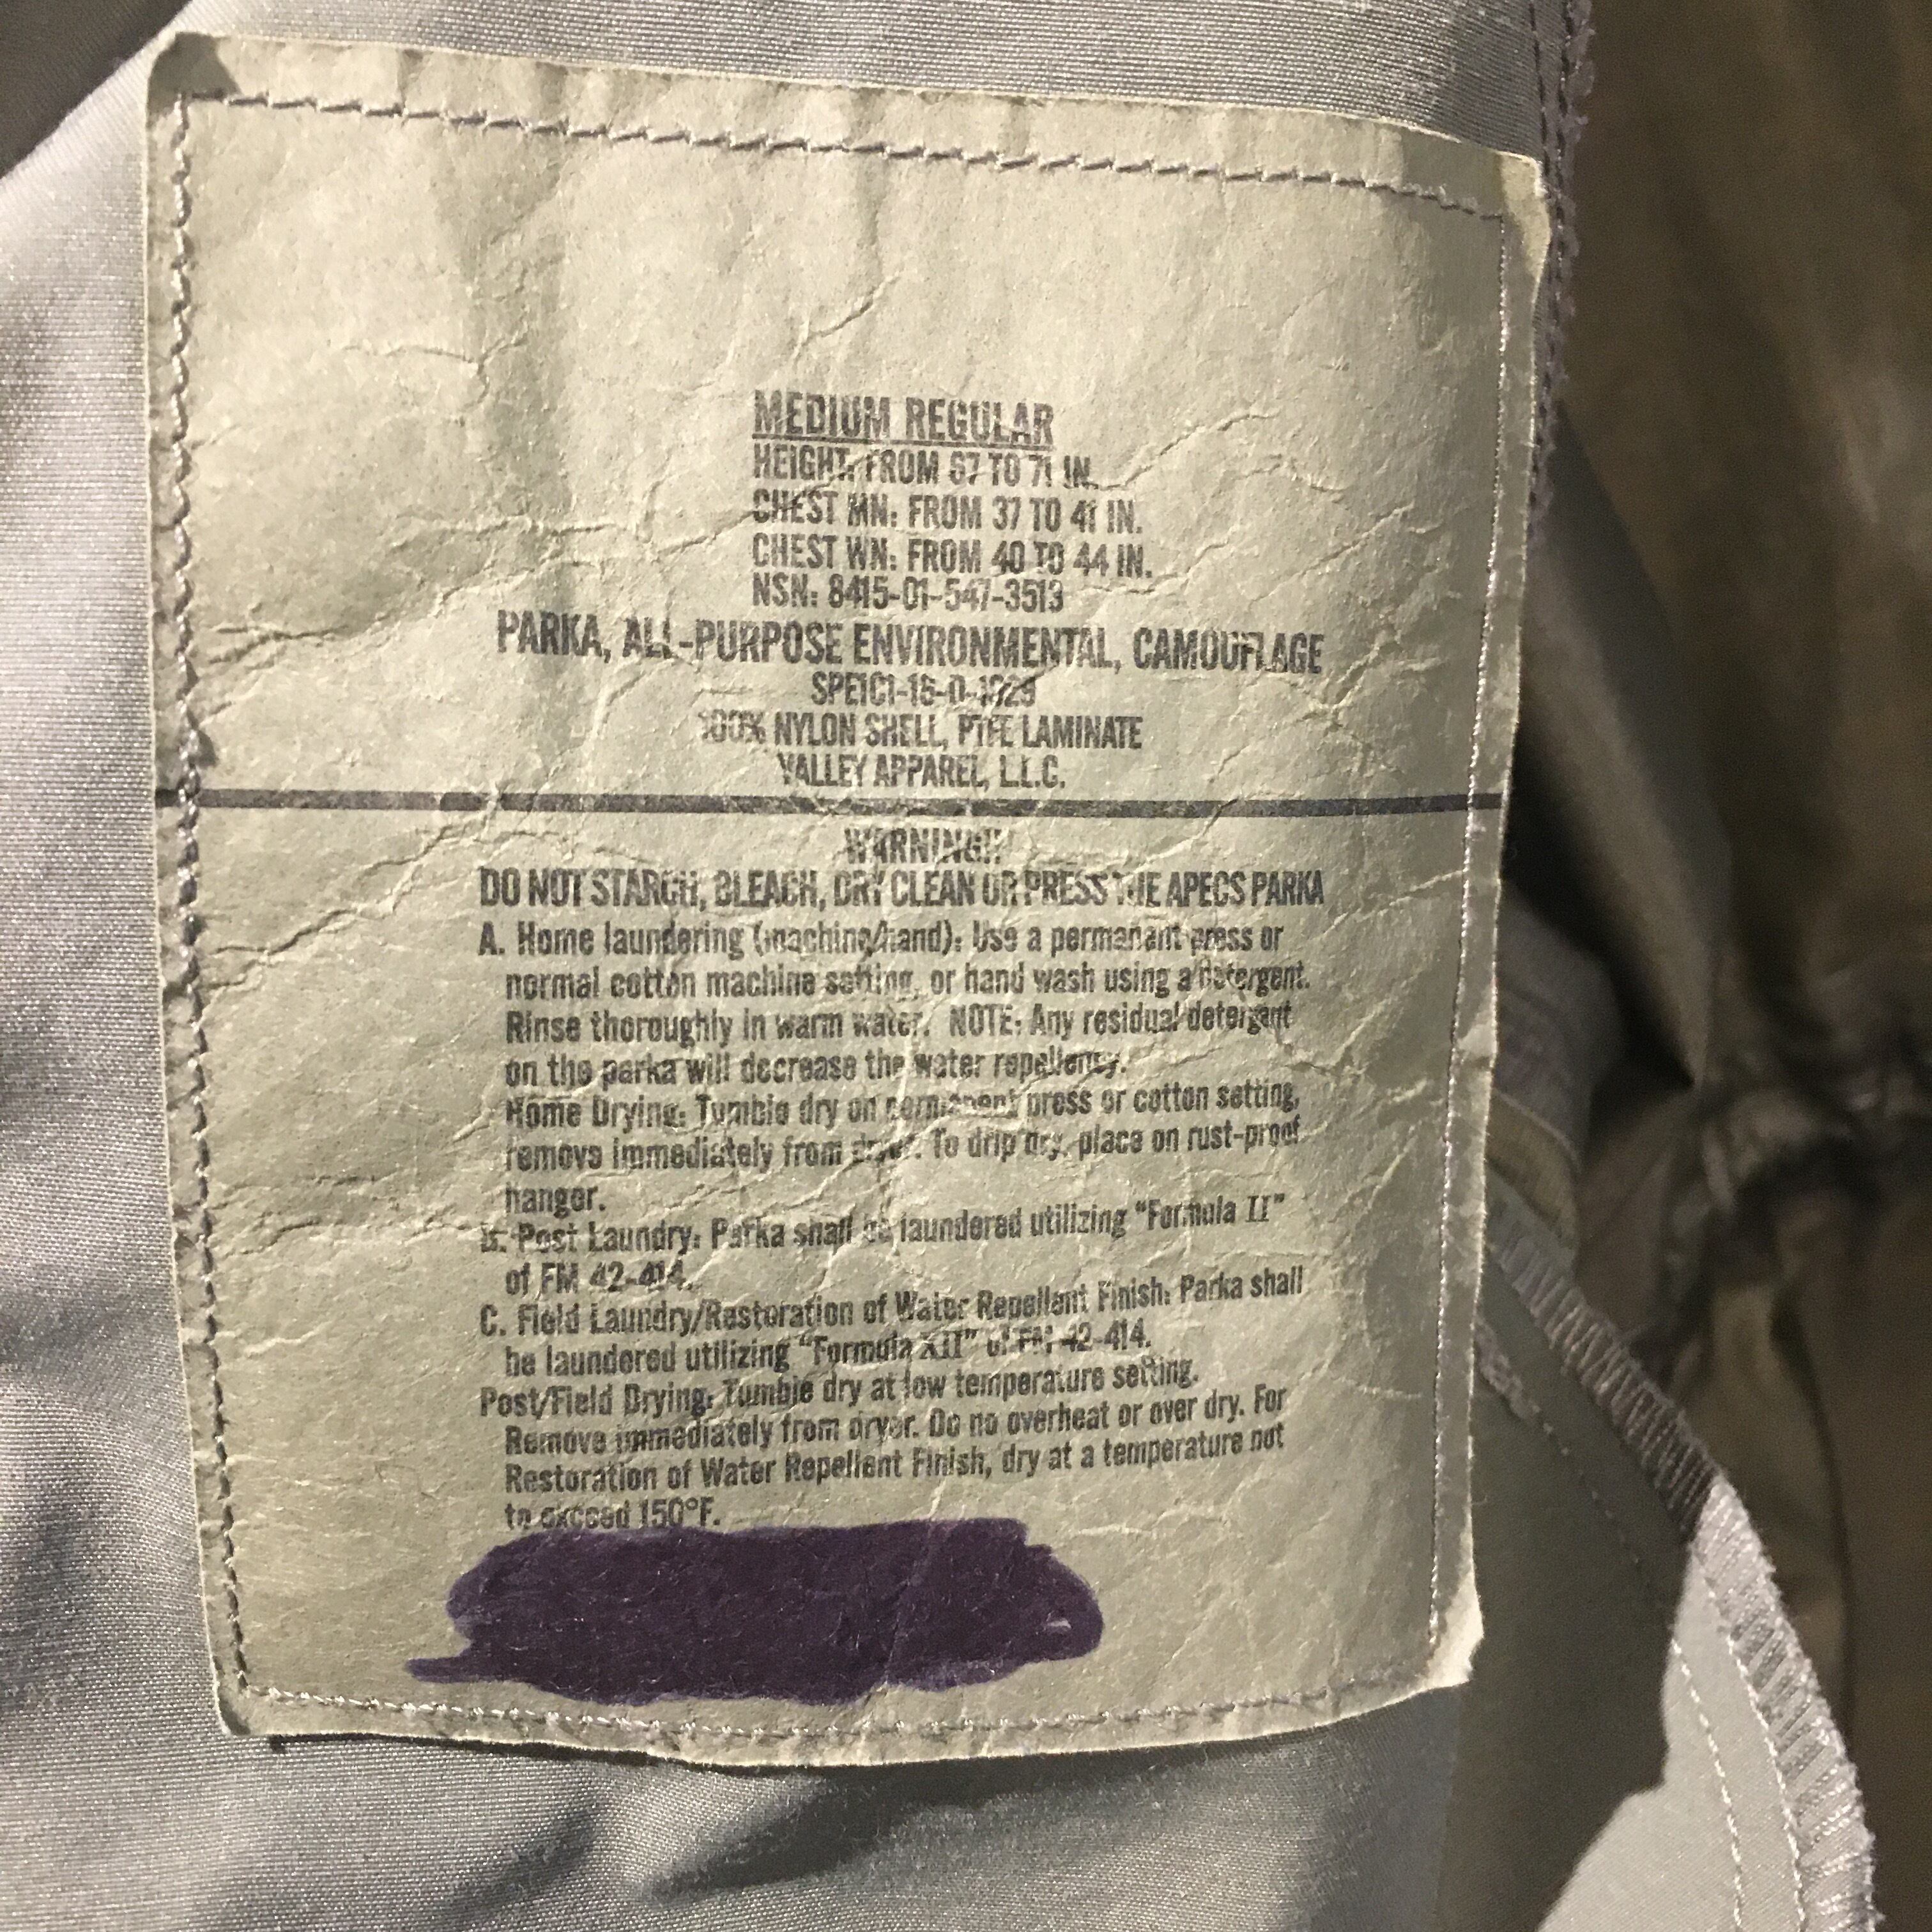 MEDIUM REGULAR
HEIGHT: FROM 67 TO 71 IN.
CHEST MN: FROM 37 TO 41 IN.
CHEST WN: FROM 40 TO 44 IN.
NSN: 8415-01-547-3513
PARKA, ALL-PURPOSE ENVIRONMENTAL, CAMOUFLAGE
SPE1C1-16-D-1029
100% NYLON SHELL, PTFE LAMINATE
VALLEY APPAREL, L.L.C.
WARNING!!
DO NOT STARCH, BLEACH, DRY CLEAN OR PRESS THE APECS PARKA
A. Home laundering (machine/hand): Use a permanant press or
normal cotton machine setting, or hand wash using a detergent.
Rinse thoroughly in warm water. NOTE: Any residual detergent
on the parka will decrease the water repellency.
Home Drying: Tumble dry on permanent press or cotton setting,
remove immediately from dryer. To drip dry, place on rust-proof
hanger.
B. Post Laundry: Parka shall be laundered utilizing "Formula II"
of FM 42-414.
C. Field Laundry/Restoration of Water Repellent Finish: Parka shall
be laundered utilizing "Formula XII" of FM 42-414.
Post/Field Drying: Tumble dry at low temperature setting.
Remove immediately from dryer. Do no overheat or over dry. For
Restoration of Water Repellent Finish, dry at a temperature not
to exceed 150°F.